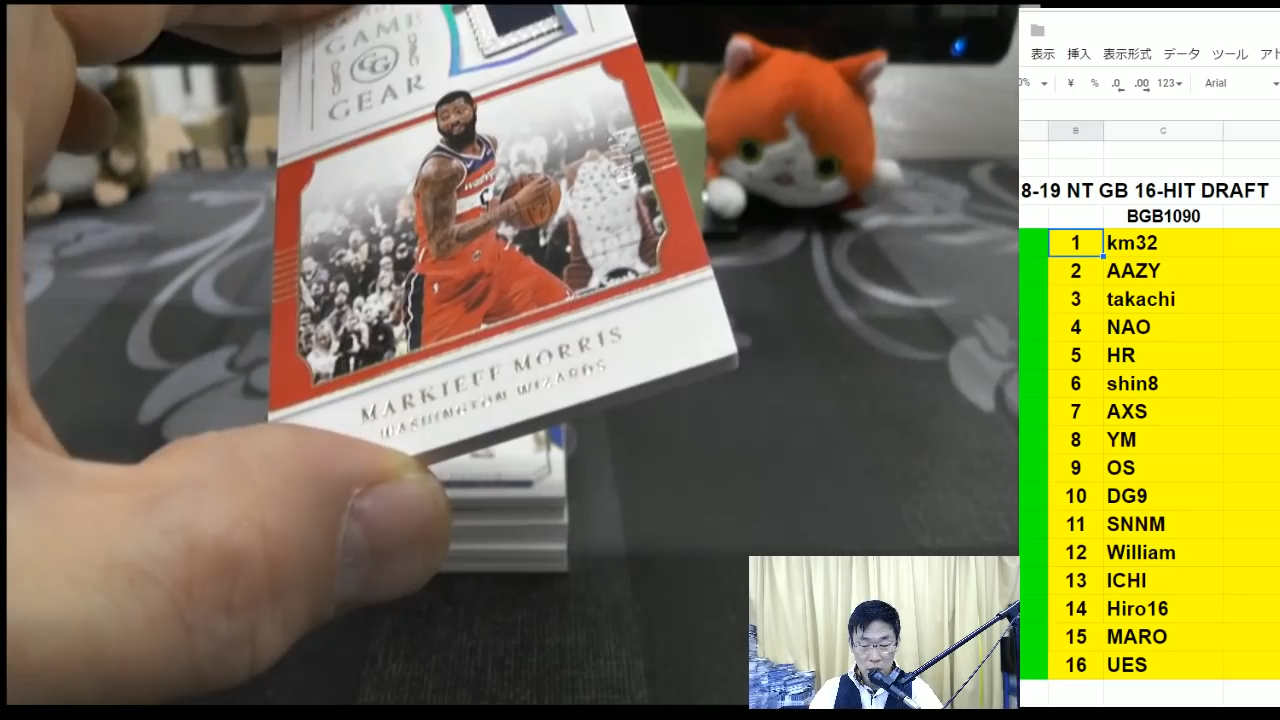 GAME
GG
GEAR
MARKIEFF MORRIS
WASHINGTON WIZARDS
表示 挿入 表示形式 データ ツール
0% ¥ % .0 .00 123 Arial
B C
8-19 NT GB 16-HIT DRAFT
BGB1090
1 km32
2 AAZY
3 takachi
4 NAO
5 HR
6 shin8
7 AXS
8 YM
9 OS
10 DG9
11 SNNM
12 William
13 ICHI
14 Hiro16
15 MARO
16 UES